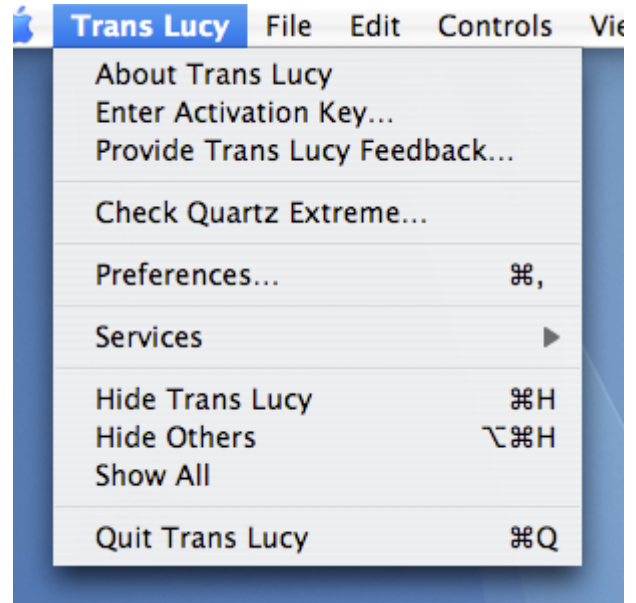 Trans Lucy File Edit Controls Vie
About Trans Lucy
Enter Activation Key...
Provide Trans Lucy Feedback...
Check Quartz Extreme...
Preferences... ⌘,
Services
Hide Trans Lucy ⌘H
Hide Others ⌥⌘H
Show All
Quit Trans Lucy ⌘Q